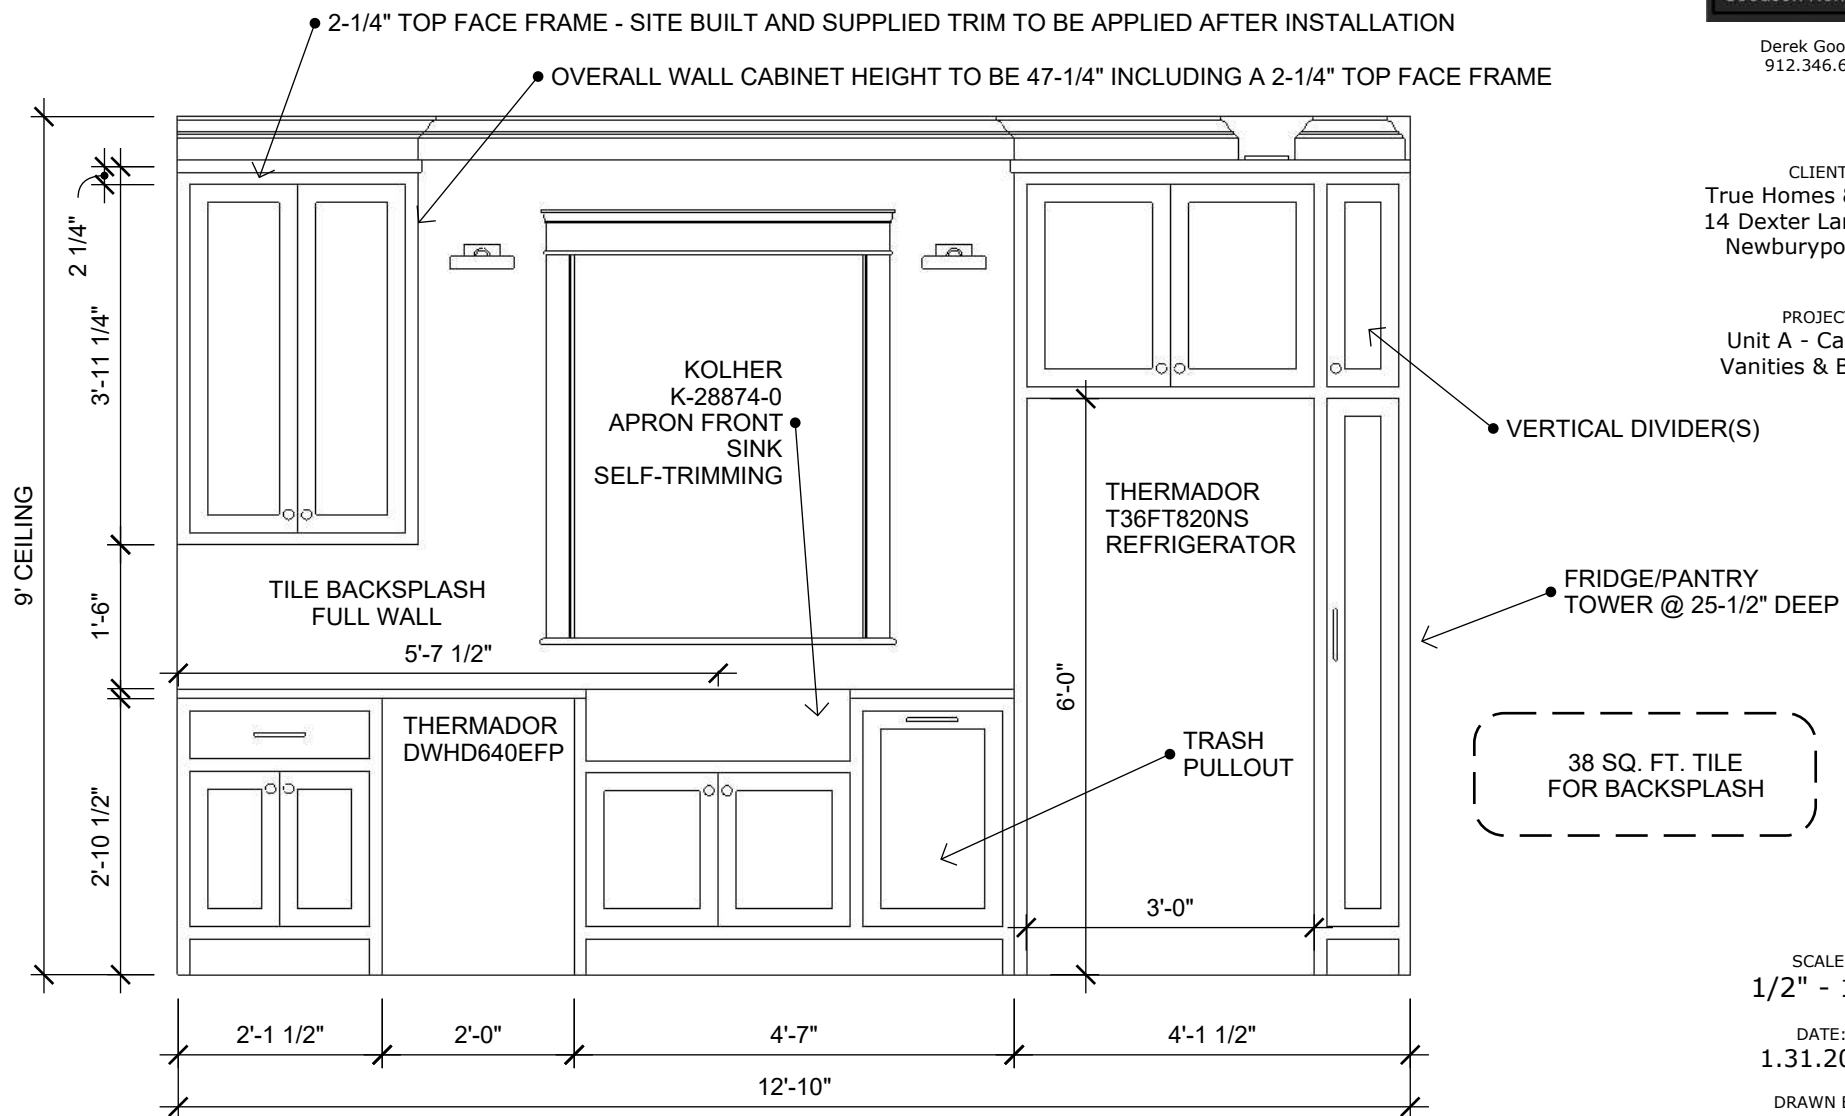 2-1/4" TOP FACE FRAME - SITE BUILT AND SUPPLIED TRIM TO BE APPLIED AFTER INSTALLATION
OVERALL WALL CABINET HEIGHT TO BE 47-1/4" INCLUDING A 2-1/4" TOP FACE FRAME
9' CEILING
2 1/4"
3'-11 1/4"
1'-6"
2'-10 1/2"
KOLHER
K-28874-0
APRON FRONT
SINK
SELF-TRIMMING
TILE BACKSPLASH
FULL WALL
5'-7 1/2"
THERMADOR
DWHD640EFP
THERMADOR
T36FT820NS
REFRIGERATOR
6'-0"
TRASH
PULLOUT
3'-0"
VERTICAL DIVIDER(S)
FRIDGE/PANTRY
TOWER @ 25-1/2" DEEP
38 SQ. FT. TILE
FOR BACKSPLASH
2'-1 1/2"
2'-0"
4'-7"
4'-1 1/2"
12'-10"
Derek Goo
912.346.6
CLIENT
True Homes &
14 Dexter Lar
Newburypo
PROJECT
Unit A - Ca
Vanities & B
SCALE
1/2" -
DATE:
1.31.20
DRAWN